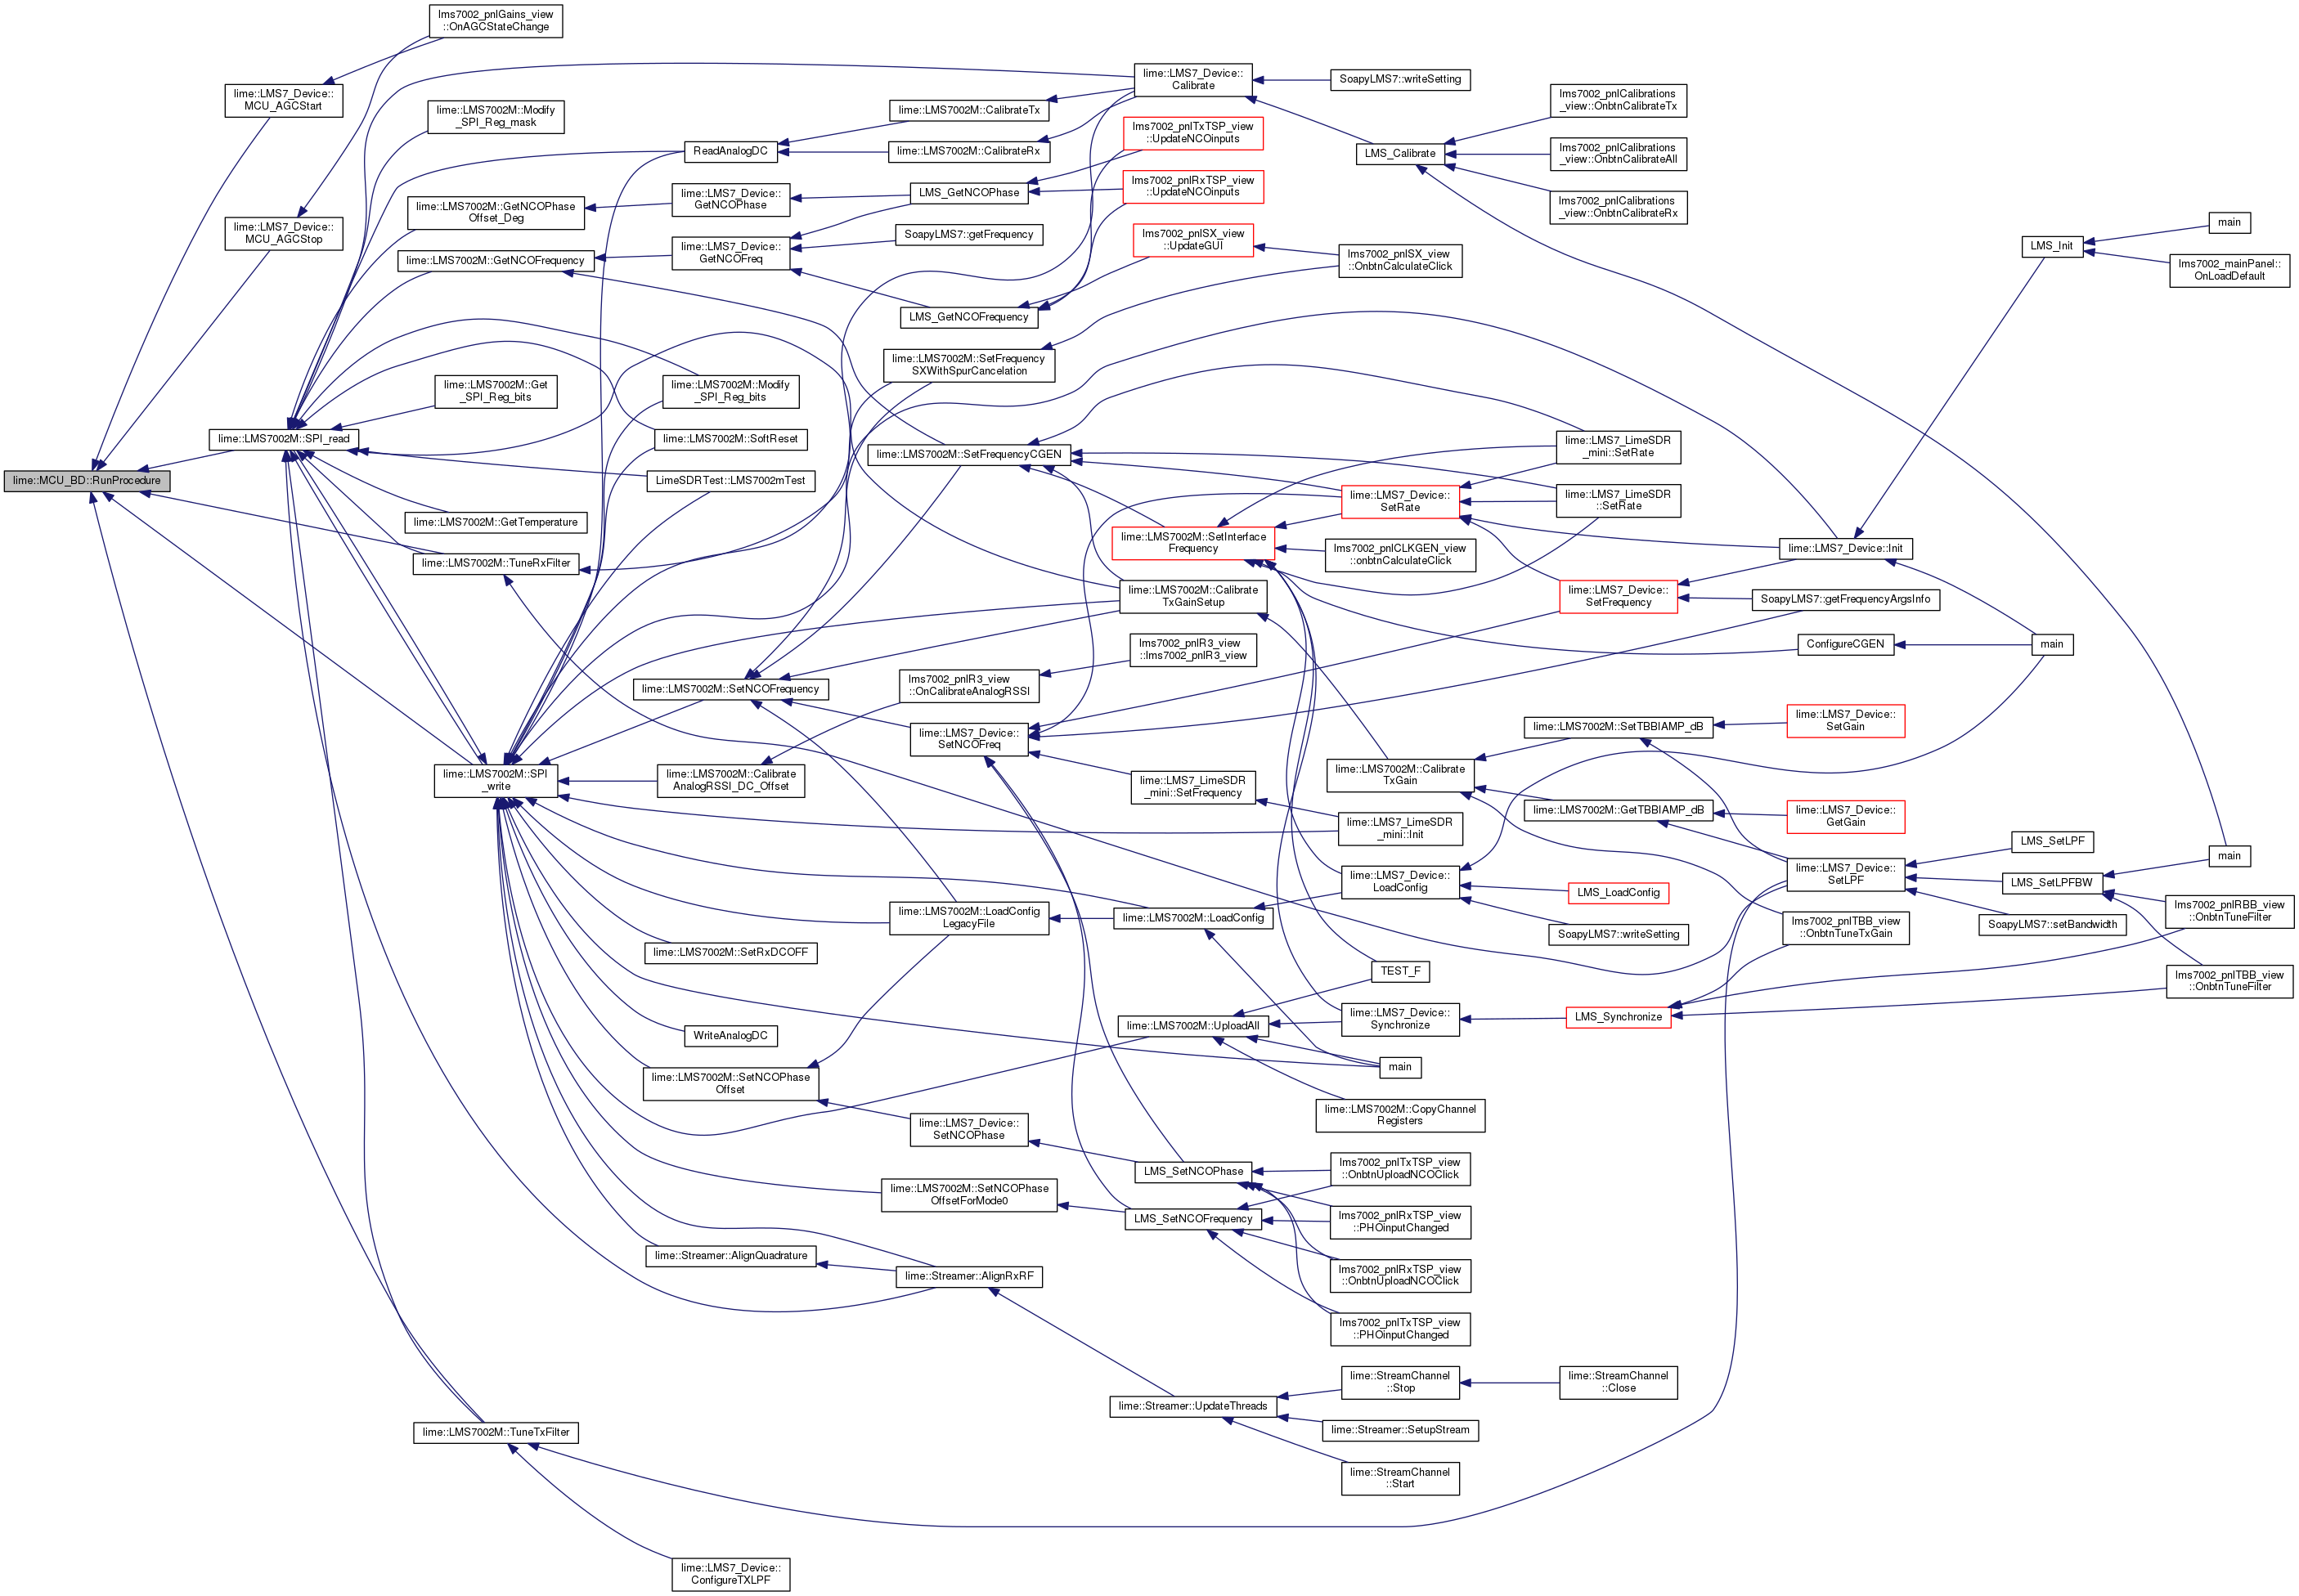 lime::MCU_BD::RunProcedure
lime::LMS7_Device::
MCU_AGCStart
lime::LMS7_Device::
MCU_AGCStop
lime::LMS7002M::SPI_read
lms7002_pnlGains_view
::OnAGCStateChange
lime::LMS7002M::Modify
_SPI_Reg_mask
lime::LMS7002M::GetNCOPhase
Offset_Deg
lime::LMS7002M::GetNCOFrequency
lime::LMS7002M::Get
_SPI_Reg_bits
lime::LMS7002M::GetTemperature
lime::LMS7002M::TuneRxFilter
lime::LMS7002M::SPI
_write
lime::LMS7002M::TuneTxFilter
ReadAnalogDC
lime::LMS7_Device::
GetNCOPhase
lime::LMS7_Device::
GetNCOFreq
lime::LMS7002M::Modify
_SPI_Reg_bits
lime::LMS7002M::SoftReset
LimeSDRTest::LMS7002mTest
lime::LMS7002M::SetNCOFrequency
lime::LMS7002M::Calibrate
AnalogRSSI_DC_Offset
lime::LMS7002M::SetRxDCOFF
WriteAnalogDC
lime::LMS7002M::SetNCOPhase
Offset
lime::Streamer::AlignQuadrature
lime::LMS7_Device::
ConfigureTXLPF
lime::LMS7002M::CalibrateTx
lime::LMS7002M::CalibrateRx
LMS_GetNCOPhase
SoapyLMS7::getFrequency
LMS_GetNCOFrequency
lime::LMS7002M::SetFrequency
SXWithSpurCancelation
lime::LMS7002M::SetFrequencyCGEN
lms7002_pnlR3_view
::OnCalibrateAnalogRSSI
lime::LMS7_Device::
SetNCOFreq
lime::LMS7002M::LoadConfig
LegacyFile
lime::LMS7_Device::
SetNCOPhase
lime::LMS7002M::SetNCOPhase
OffsetForMode0
lime::Streamer::AlignRxRF
lime::LMS7_Device::
Calibrate
lms7002_pnlTxTSP_view
::UpdateNCOinputs
lms7002_pnlRxTSP_view
::UpdateNCOinputs
lms7002_pnlSX_view
::UpdateGUI
lime::LMS7002M::SetInterface
Frequency
lime::LMS7002M::Calibrate
TxGainSetup
lms7002_pnlR3_view
::lms7002_pnlR3_view
lime::LMS7_LimeSDR
_mini::SetFrequency
lime::LMS7002M::LoadConfig
lime::LMS7002M::UploadAll
LMS_SetNCOPhase
LMS_SetNCOFrequency
lime::Streamer::UpdateThreads
SoapyLMS7::writeSetting
LMS_Calibrate
lms7002_pnlSX_view
::OnbtnCalculateClick
lime::LMS7_Device::
SetRate
lms7002_pnlCLKGEN_view
::onbtnCalculateClick
lime::LMS7002M::Calibrate
TxGain
lime::LMS7_LimeSDR
_mini::Init
lime::LMS7_Device::
LoadConfig
TEST_F
lime::LMS7_Device::
Synchronize
main
lime::LMS7002M::CopyChannel
Registers
lms7002_pnlTxTSP_view
::OnbtnUploadNCOClick
lms7002_pnlRxTSP_view
::PHOinputChanged
lms7002_pnlRxTSP_view
::OnbtnUploadNCOClick
lms7002_pnlTxTSP_view
::PHOinputChanged
lime::StreamChannel
::Stop
lime::Streamer::SetupStream
lime::StreamChannel
::Start
lms7002_pnlCalibrations
_view::OnbtnCalibrateTx
lms7002_pnlCalibrations
_view::OnbtnCalibrateAll
lms7002_pnlCalibrations
_view::OnbtnCalibrateRx
lime::LMS7_LimeSDR
_mini::SetRate
lime::LMS7_LimeSDR
::SetRate
lime::LMS7_Device::
SetFrequency
lime::LMS7002M::SetTBBIAMP_dB
lime::LMS7002M::GetTBBIAMP_dB
LMS_LoadConfig
SoapyLMS7::writeSetting
LMS_Synchronize
lime::StreamChannel
::Close
lime::LMS7_Device::Init
SoapyLMS7::getFrequencyArgsInfo
ConfigureCGEN
lime::LMS7_Device::
SetGain
lime::LMS7_Device::
GetGain
lime::LMS7_Device::
SetLPF
lms7002_pnlTBB_view
::OnbtnTuneTxGain
LMS_Init
main
LMS_SetLPF
LMS_SetLPFBW
SoapyLMS7::setBandwidth
main
lms7002_mainPanel::
OnLoadDefault
main
lms7002_pnlRBB_view
::OnbtnTuneFilter
lms7002_pnlTBB_view
::OnbtnTuneFilter